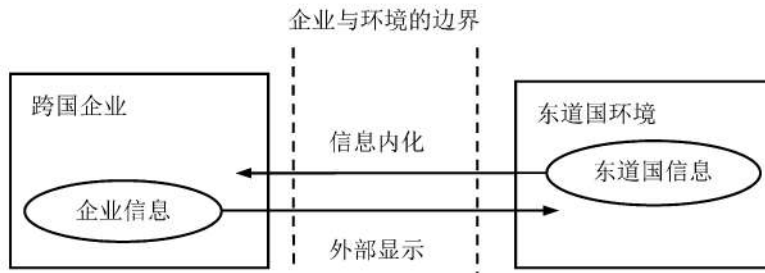 企业与环境的边界
跨国企业
东道国环境
信息内化
东道国信息
企业信息
外部显示